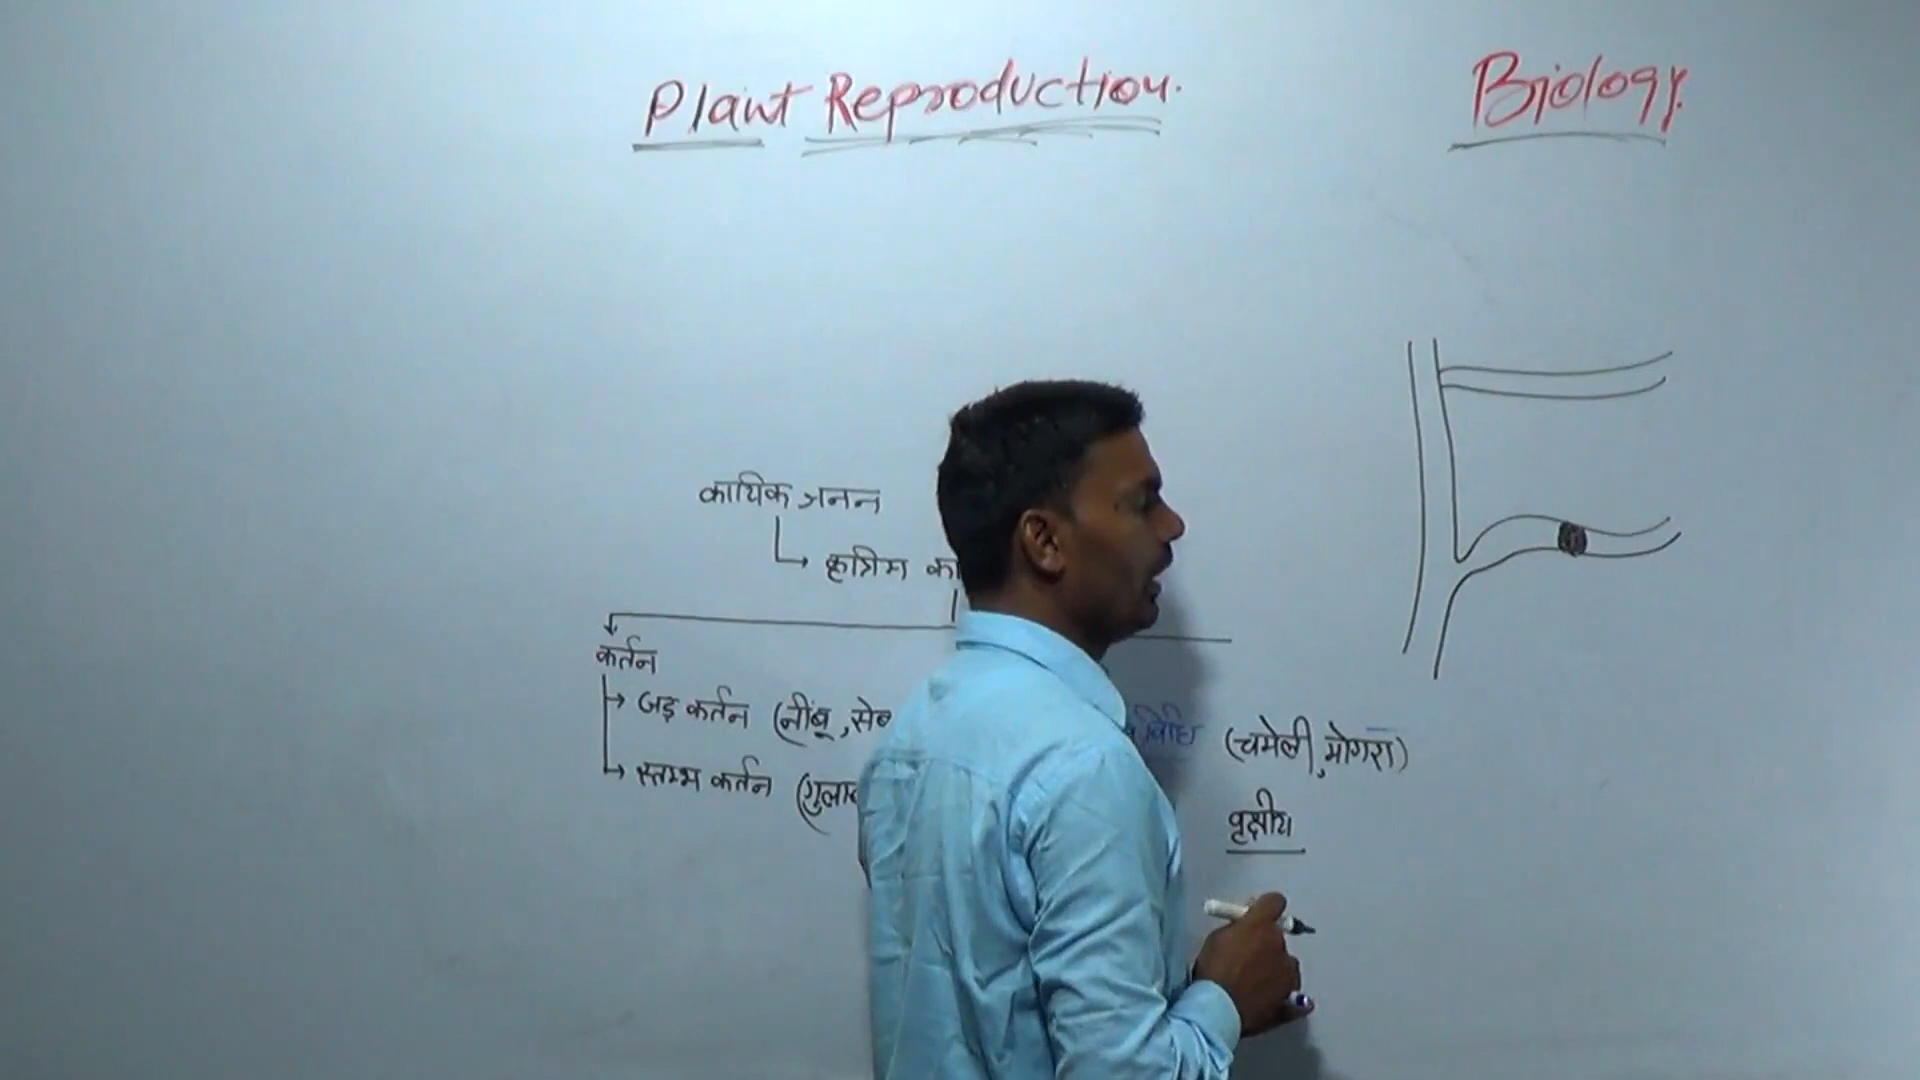 Plant Reproduction.
Biology.
कायिक जनन
कृत्रिम का
कर्तन
जड़ कर्तन (नींबू, सेब
स्तम्भ कर्तन (गुलाब
विधि (चमेली, मोगरा)
वृक्षीय